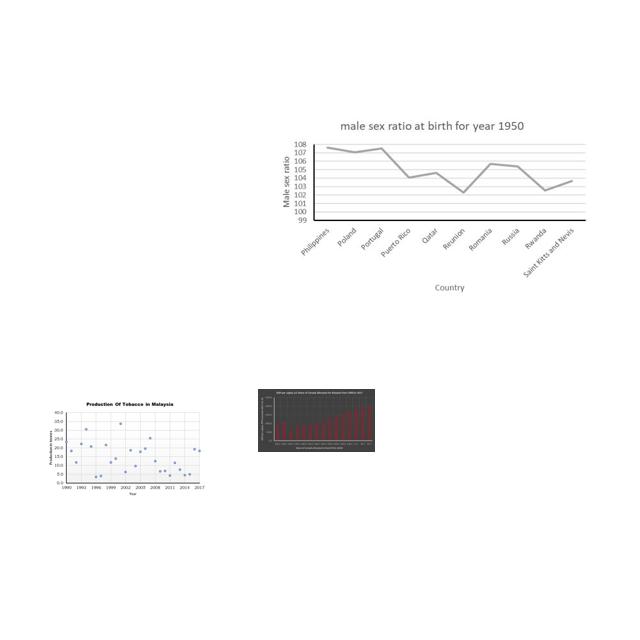 male sex ratio at birth for year 1950
Male sex ratio
108
107
106
105
104
103
102
101
100
99
Philippines
Poland
Portugal
Puerto Rico
Qatar
Reunion
Romania
Russia
Rwanda
Saint Kitts and Nevis
Country
Production Of Tobacco in Malaysia
Production in tonnes
40.0
35.0
30.0
25.0
20.0
15.0
10.0
5.0
0.0
1990 1993 1996 1999 2002 2005 2008 2011 2014 2017
Year